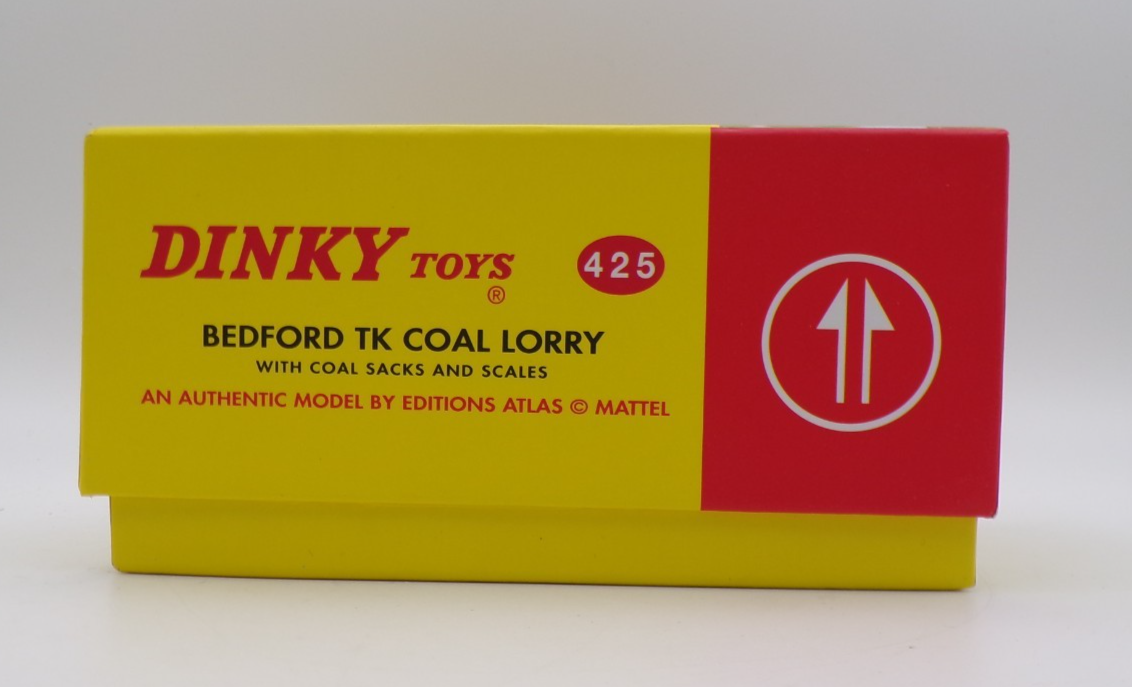 DINKY TOYS ® 425
BEDFORD TK COAL LORRY
WITH COAL SACKS AND SCALES
AN AUTHENTIC MODEL BY EDITIONS ATLAS © MATTEL